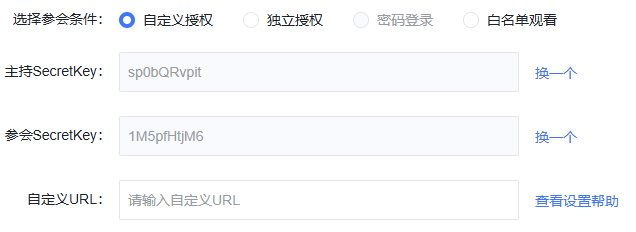 选择参会条件： 自定义授权 独立授权 密码登录 白名单观看
主持SecretKey： sp0bQRvpit 换一个
参会SecretKey： 1M5pfHtjM6 换一个
自定义URL： 请输入自定义URL 查看设置帮助